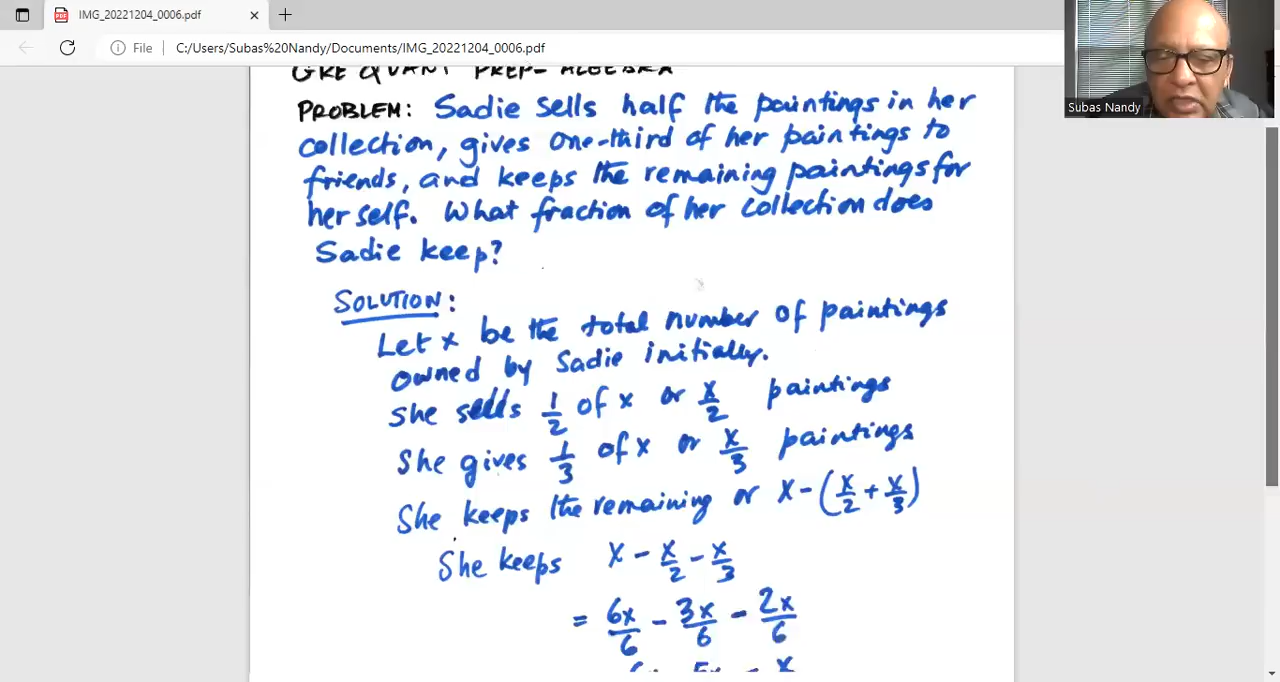 IMG_20221204_0006.pdf
File C:/Users/Subas%20Nandy/Documents/IMG_20221204_0006.pdf
Subas Nandy
GRE QUANT PREP- ALGEBRA
PROBLEM: Sadie sells half the paintings in her
collection, gives one-third of her paintings to
friends, and keeps the remaining paintings for
her self. What fraction of her collection does
Sadie keep?
SOLUTION:
Let x be the total number of paintings
owned by Sadie initially.
She sells 1/2 of x or x/2 paintings
She gives 1/3 of x or x/3 paintings
She keeps the remaining or x-(x/2+x/3)
She keeps x - x/2 - x/3
= 6x/6 - 3x/6 - 2x/6